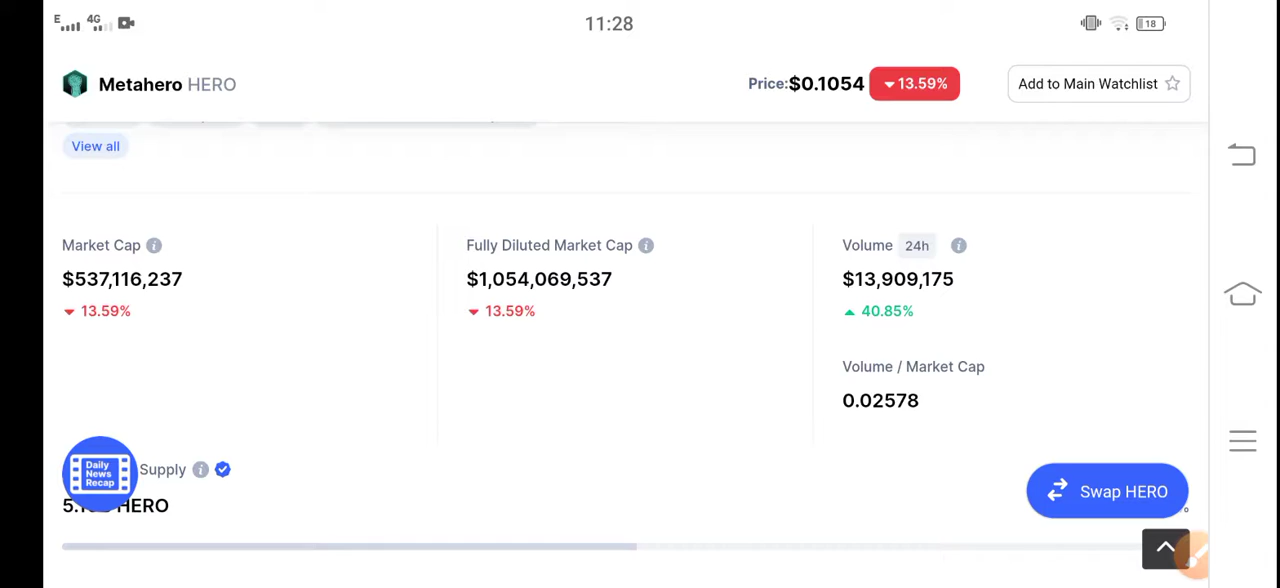 E 4G 11:28 18
Metahero HERO Price:$0.1054 13.59% Add to Main Watchlist
View all
Market Cap Fully Diluted Market Cap Volume 24h
$537,116,237 $1,054,069,537 $13,909,175
13.59% 13.59% 40.85%
Volume / Market Cap
0.02578
Daily
News
Recap
Supply
HERO
Swap HERO